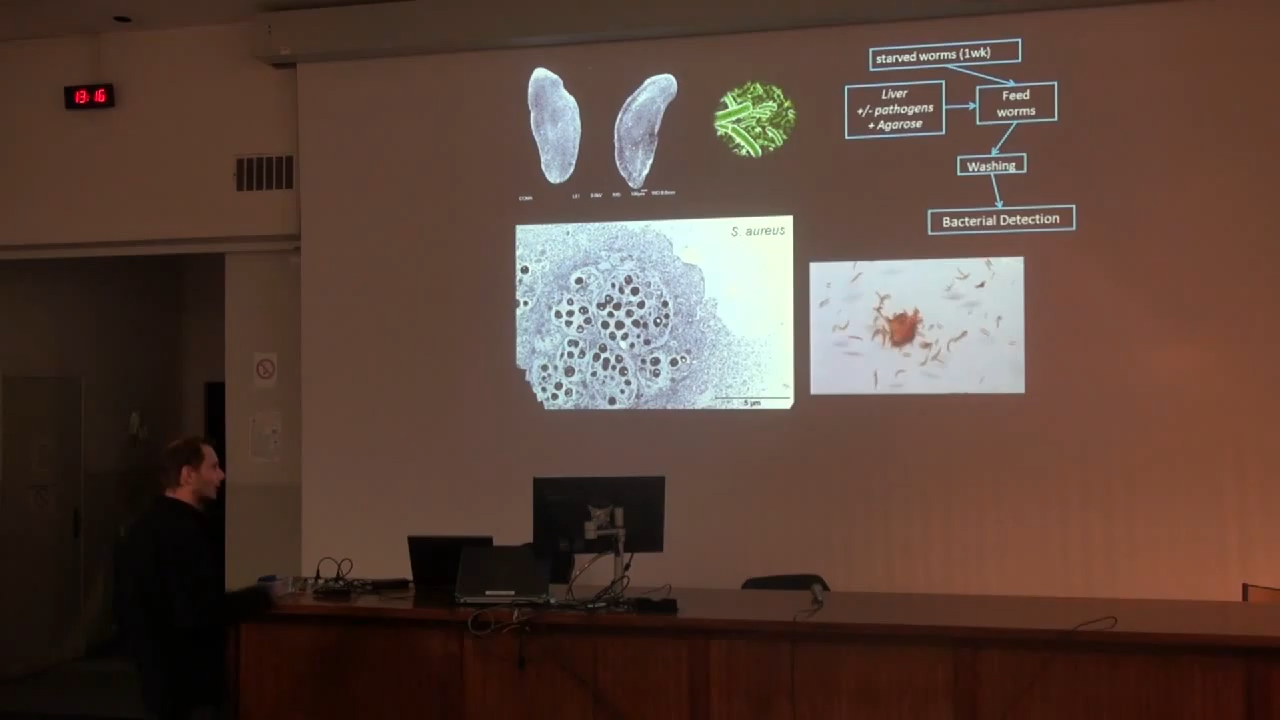 13:16
starved worms (1wk)
Liver
+/- pathogens
+ Agarose
Feed
worms
Washing
Bacterial Detection
S. aureus
5 µm